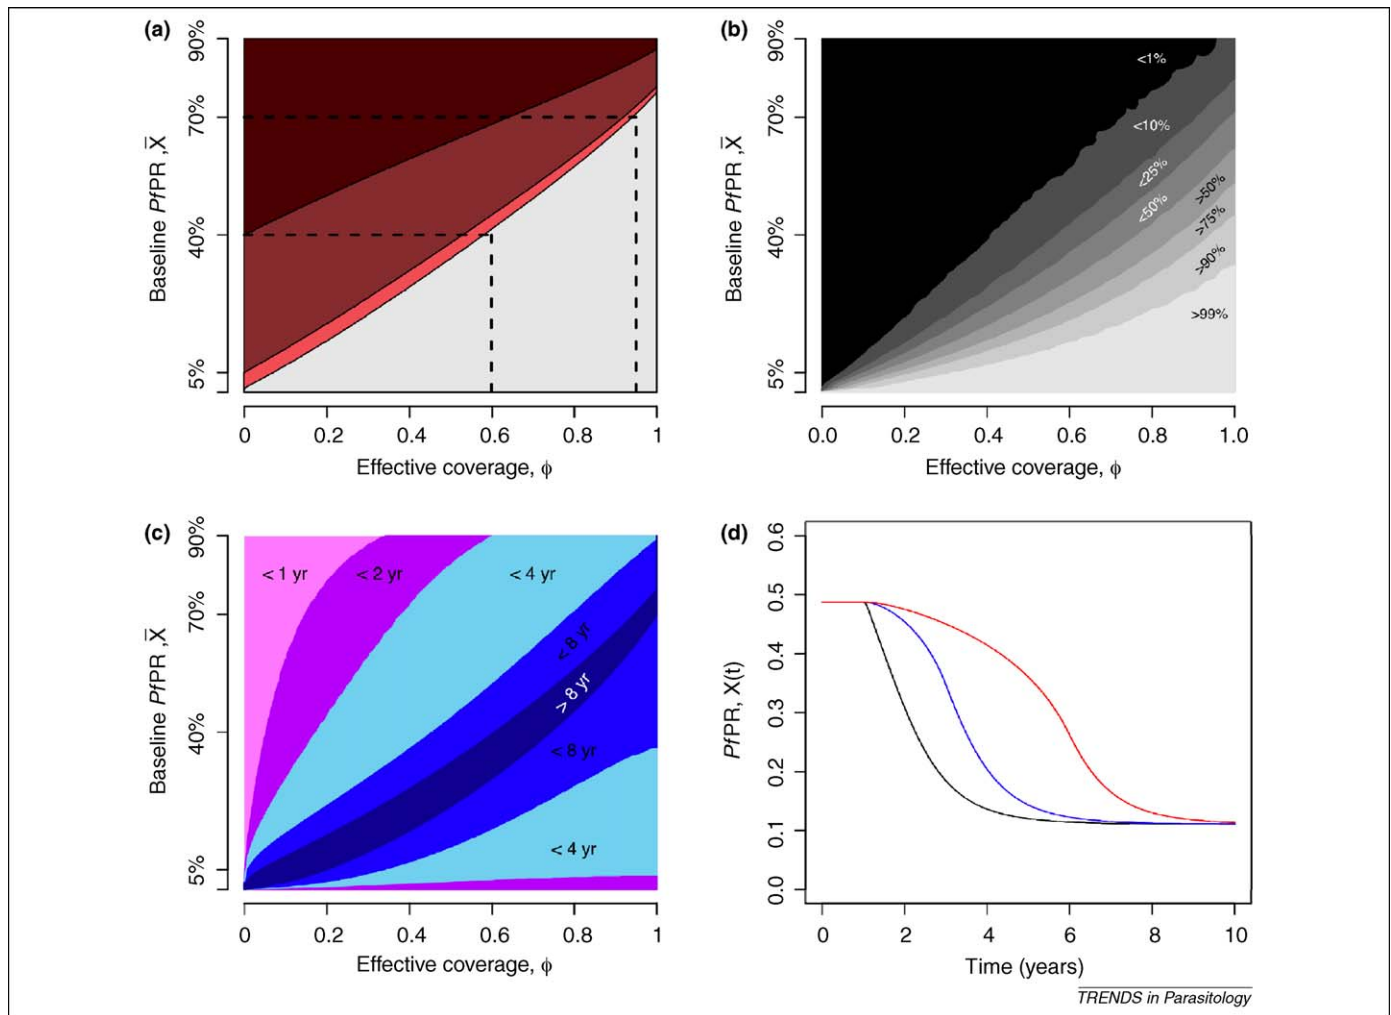 (a)
90%
70%
40%
5%
Baseline PfPR ,X̅
0 0.2 0.4 0.6 0.8 1
Effective coverage, ϕ
(b)
90%
70%
40%
5%
Baseline PfPR ,X̅
<1%
<10%
<25%
<50%
>50%
>75%
>90%
>99%
0.0 0.2 0.4 0.6 0.8 1.0
Effective coverage, ϕ
(c)
90%
70%
40%
5%
Baseline PfPR ,X̅
< 1 yr
< 2 yr
< 4 yr
< 8 yr
> 8 yr
< 8 yr
< 4 yr
0 0.2 0.4 0.6 0.8 1
Effective coverage, ϕ
(d)
0.6
0.5
0.4
0.3
0.2
0.1
0.0
PfPR, X(t)
0 2 4 6 8 10
Time (years)
TRENDS in Parasitology